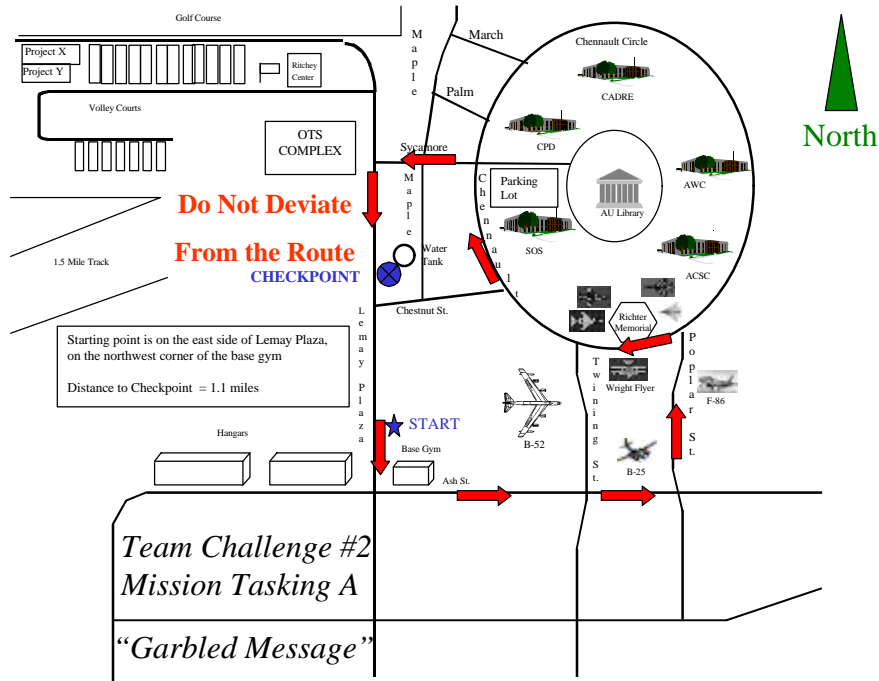 Golf Course
Project X
Project Y
Ritchey
Center
Maple
March
Chennault Circle
CADRE
North
Volley Courts
OTS
COMPLEX
Palm
CPD
Sycamore
Maple
Chennault
Parking
Lot
AWC
AU Library
SOS
ACSC
Do Not Deviate
From the Route
1.5 Mile Track
CHECKPOINT
Water
Tank
Chestnut St.
Richter
Memorial
Starting point is on the east side of Lemay Plaza,
on the northwest corner of the base gym
Distance to Checkpoint = 1.1 miles
Lemay Plaza
Twining St.
Poplar St.
Wright Flyer
F-86
START
Hangars
Base Gym
B-52
B-25
Ash St.
Team Challenge #2
Mission Tasking A
“Garbled Message”